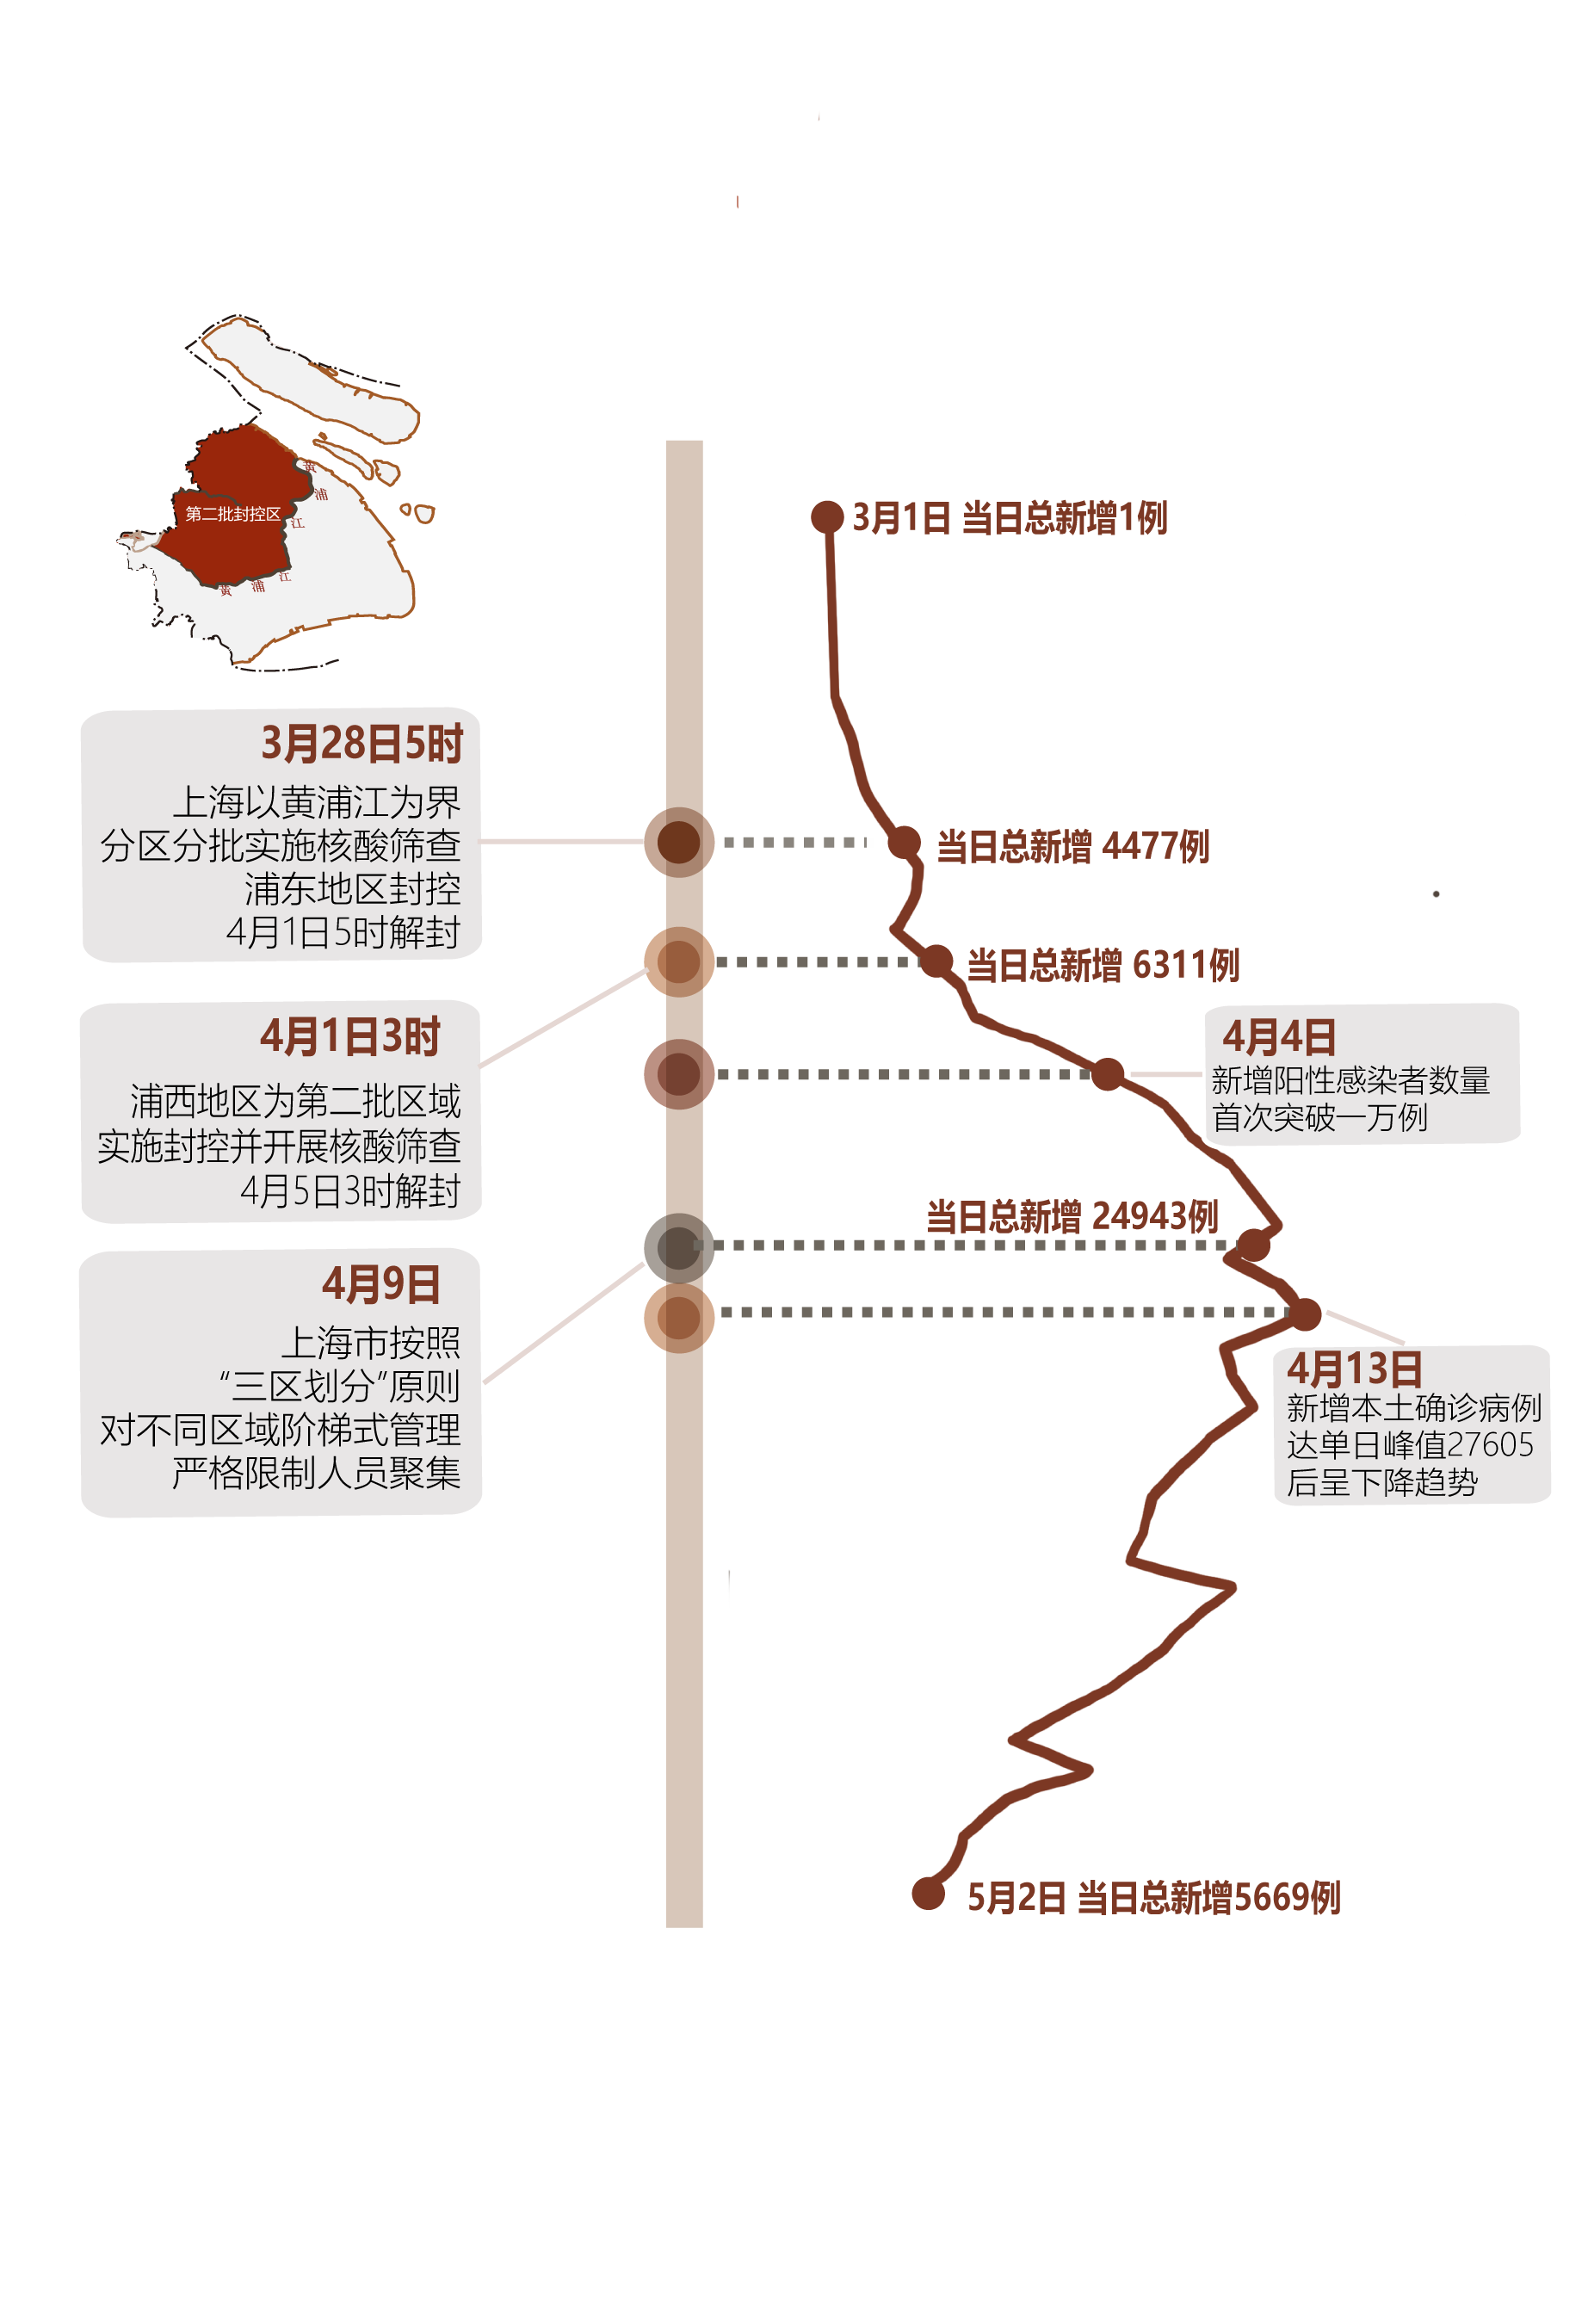 黄
浦
江
第二批封控区
黄 浦 江
3月1日 当日总新增1例
3月28日5时
上海以黄浦江为界
分区分批实施核酸筛查
浦东地区封控
4月1日5时解封
当日总新增 4477例
当日总新增 6311例
4月1日3时
浦西地区为第二批区域
实施封控并开展核酸筛查
4月5日3时解封
4月4日
新增阳性感染者数量
首次突破一万例
当日总新增 24943例
4月9日
上海市按照
“三区划分”原则
对不同区域阶梯式管理
严格限制人员聚集
4月13日
新增本土确诊病例
达单日峰值27605
后呈下降趋势
5月2日 当日总新增5669例